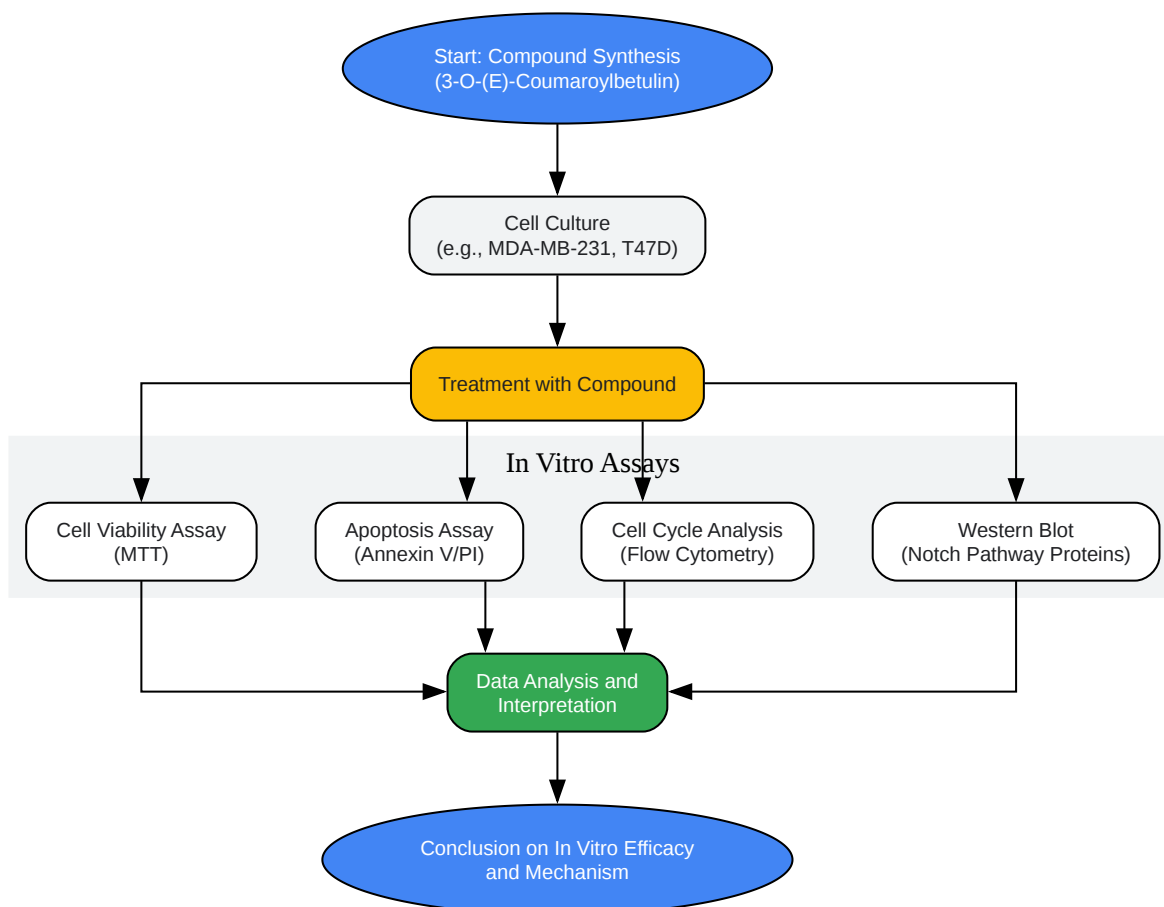 Start: Compound Synthesis
(3-O-(E)-Coumaroylbetulin)
Cell Culture
(e.g., MDA-MB-231, T47D)
Treatment with Compound
In Vitro Assays
Cell Viability Assay
(MTT)
Apoptosis Assay
(Annexin V/PI)
Cell Cycle Analysis
(Flow Cytometry)
Western Blot
(Notch Pathway Proteins)
Data Analysis and
Interpretation
Conclusion on In Vitro Efficacy
and Mechanism